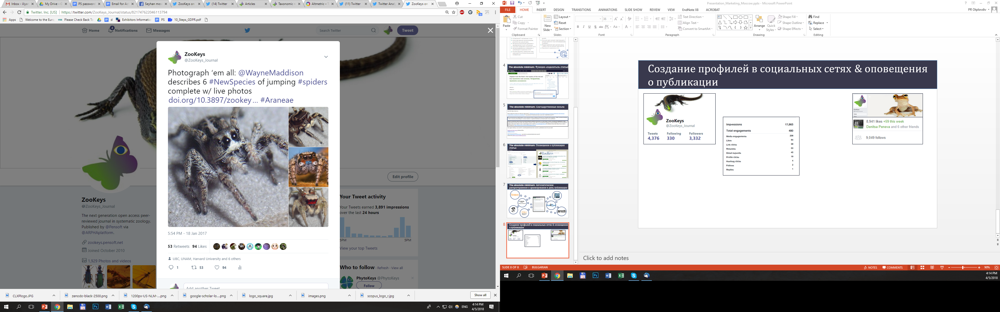 Inbox - illiyar
My Drive - G
PS password
Email for Act
Seyhan mess
ZooKeys on
(14) Twitter
Articles
Taxonomic r
Altmetric – T
(11) Twitter
Twitter Analy
ZooKeys on
Twitter, Inc. [US]
https://twitter.com/ZooKeys_Journal/status/821747622046113794
Apps
Welcome to the Euro
Please Check Back To
d
Exhibitors Informatio
PS
10_Steps_GDPR.pdf
Home
4
Notifications
Messages
Search Twitter
Tweet
ZooKeys
@ZooKeys_Journal
Photograph ‘em all: @WayneMaddison
describes 6 #NewSpecies of jumping #spiders
complete w/ live photos
doi.org/10.3897/zookey… #Araneae
5:54 PM - 18 Jan 2017
53 Retweets 94 Likes
UBC, UNAM, Harvard University and 6 others
1
53
94
Add another Tweet
Edit profile
ZooKeys
@ZooKeys_Journal
The next generation open access peer-
reviewed journal in systematic zoology.
Published by @Pensoft via
@ARPHAplatform.
zookeys.pensoft.net
Joined October 2010
1,929 Photos and videos
Your Tweet activity
Your Tweets earned 3,891 impressions
over the last 24 hours
5PM
5PM
View your top Tweets
Who to follow · Refresh · View all
PhytoKeys @PhytoKeys
Follow
CLXPlogo.JPG
zenodo-black-2500.png
1200px-US-NLM-....png
google-scholar-lo....png
logo_square.jpg
images.png
scopus_logo_r.jpg
Show all
ENG
4:14 PM
4/5/2018
Presentation_Marketing_Moscow.pptx - Microsoft PowerPoint
FILE
HOME
INSERT
DESIGN
TRANSITIONS
ANIMATIONS
SLIDE SHOW
REVIEW
VIEW
EndNote X8
ACROBAT
PR Otplovdiv
Paste
Cut
Copy
Format Painter
Clipboard
New
Slide
Layout
Reset
Section
Slides
36
Font
Text Direction
Align Text
Convert to SmartArt
Paragraph
Arrange
Quick
Styles
Shape Fill
Shape Outline
Shape Effects
Drawing
Find
Replace
Select
Editing
4
The absolute minimum: Функция «поделиться» статьей
5
The absolute minimum: благодарственные письма
6
The absolute minimum: Оповещение о публикации
статьи
ZooKeys
7
The absolute minimum: Автоматическое
распространение и архивирование в день публикации
Scopus
zenodo
8
Создание профилей в социальных сетях & оповещения
о публикации
Создание профилей в социальных сетях & оповещения
о публикации
ZooKeys
@ZooKeys_Journal
Tweets Following Followers
4,376 330 3,332
Impressions 17,865
Total engagements 480
Media engagements 206
Likes 94
Link clicks 58
Retweets 53
Detail expands 45
Profile clicks 19
Hashtag clicks 4
Follows 2
Replies 1
8,941 likes +59 this week
Denitsa Peneva and 6 other friends
9,049 follows
Click to add notes
SLIDE 8 OF 8
BULGARIAN
NOTES
COMMENTS
90%
4:14 PM
4/5/2018